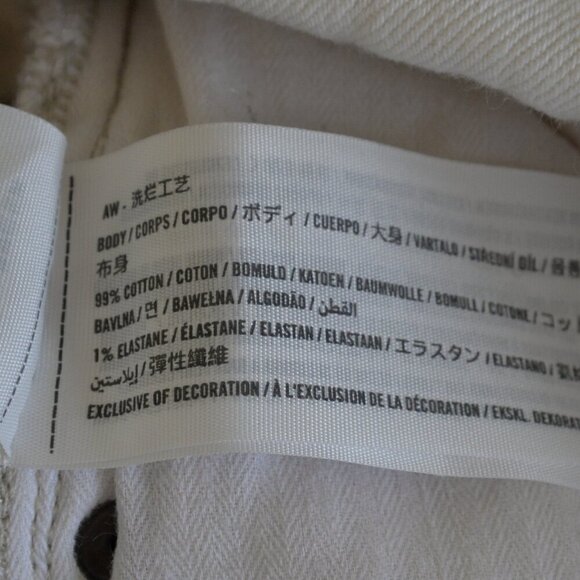 AW - 洗烂工艺
BODY / CORPS / CORPO / ボディ / CUERPO / 大身 / VARTALO / STŘEDNÍ DÍL /
布身
99% COTTON / COTON / BOMULD / KATOEN / BAUMWOLLE / BOMULL / COTONE / コッ
BAVLNA / 면 / BAWEŁNA / ALGODÃO / القطن /
1% ELASTANE / ÉLASTANE / ELASTAN / ELASTAAN / エラスタン / ELASTANO /
إيلاستين / 彈性纖維
EXCLUSIVE OF DECORATION / À L'EXCLUSION DE LA DÉCORATION / EKSKL. DEKORAT